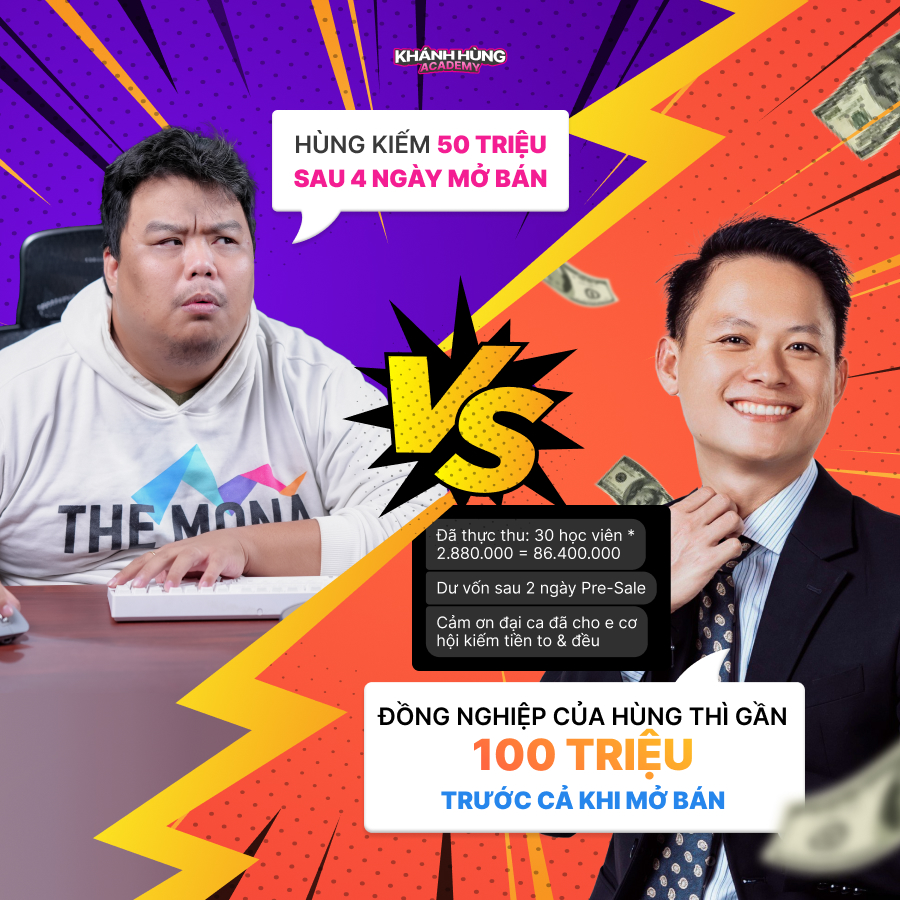 KHÁNH HÙNG
ACADEMY
HÙNG KIẾM 50 TRIỆU
SAU 4 NGÀY MỞ BÁN
VS
THE MONA
Đã thực thu: 30 học viên *
2.880.000 = 86.400.000
Dư vốn sau 2 ngày Pre-Sale
Cảm ơn đại ca đã cho e cơ
hội kiếm tiền to & đều
ĐỒNG NGHIỆP CỦA HÙNG THÌ GẦN
100 TRIỆU
TRƯỚC CẢ KHI MỞ BÁN